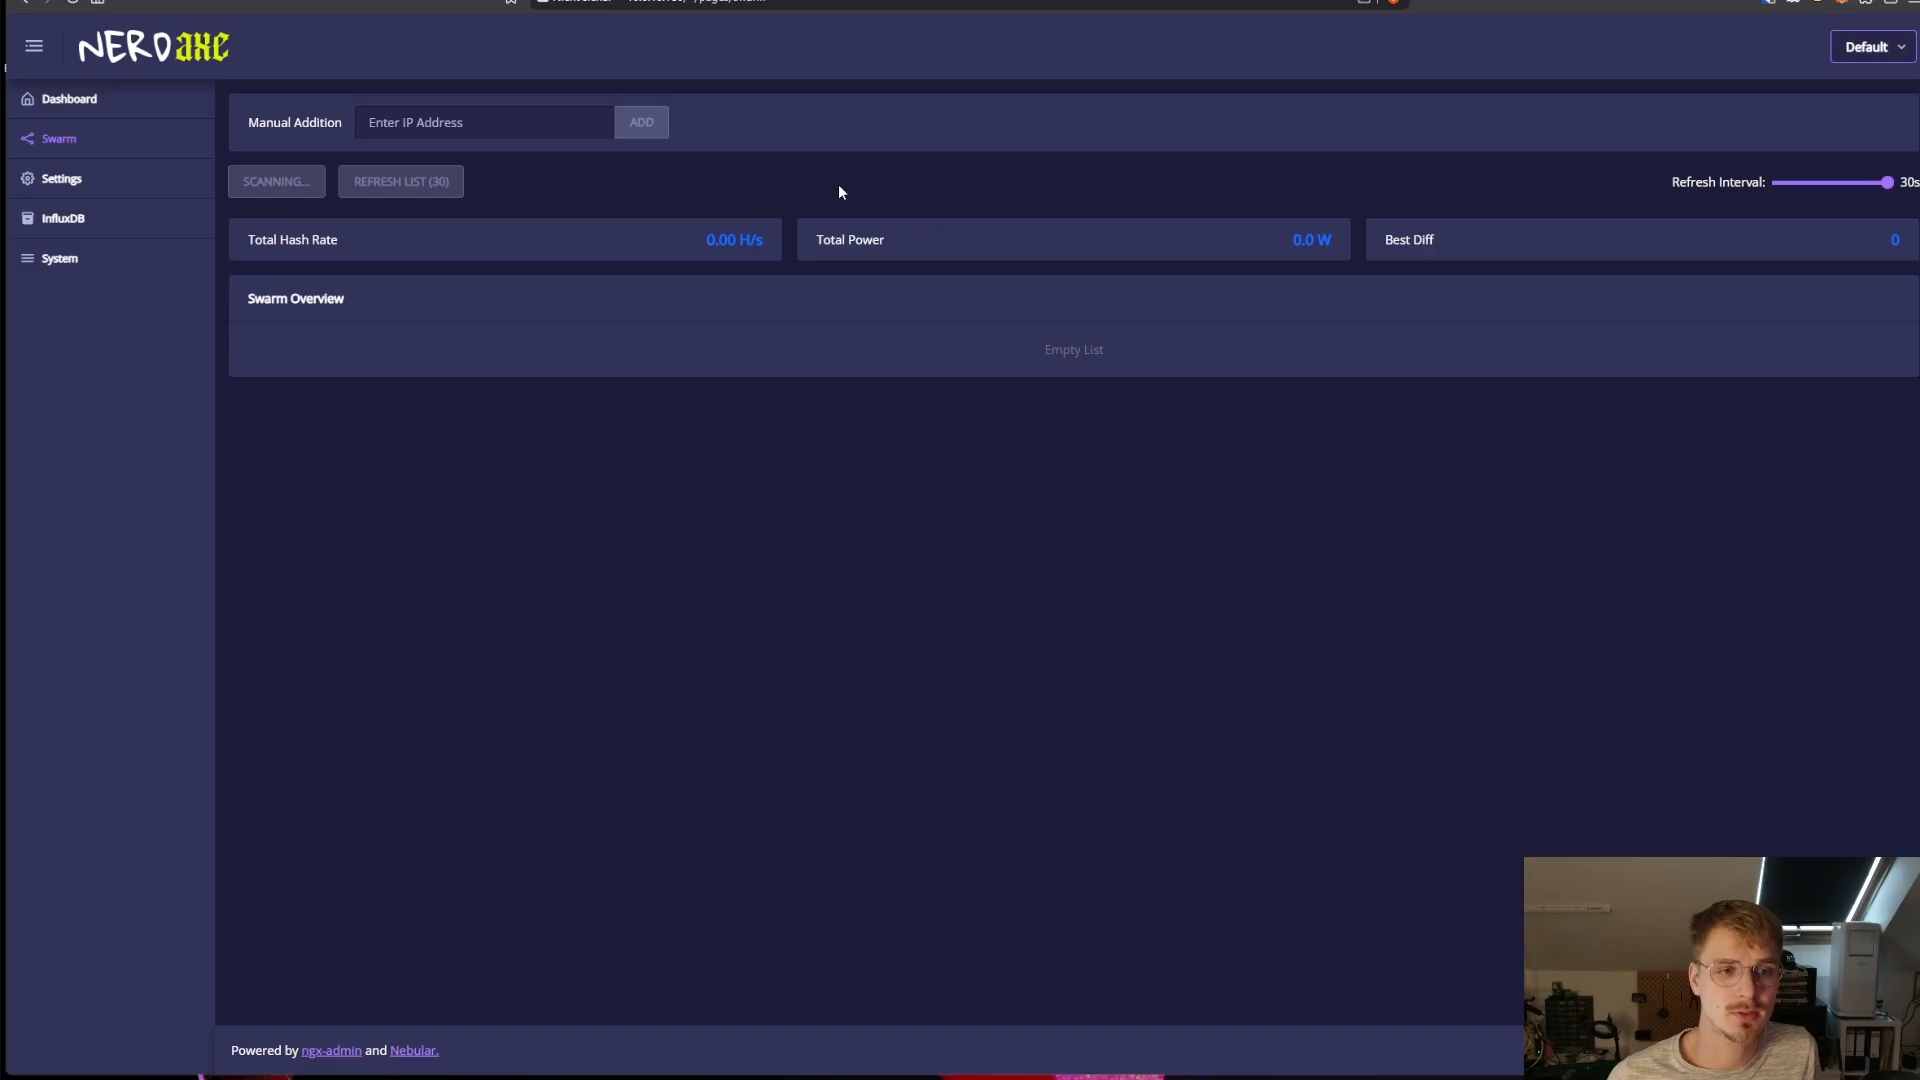 NERDAXE
Default
Dashboard
Swarm
Settings
InfluxDB
System
Manual Addition
Enter IP Address
ADD
SCANNING...
REFRESH LIST (30)
Refresh Interval:
30s
Total Hash Rate
0.00 H/s
Total Power
0.0 W
Best Diff
0
Swarm Overview
Empty List
Powered by ngx-admin and Nebular.